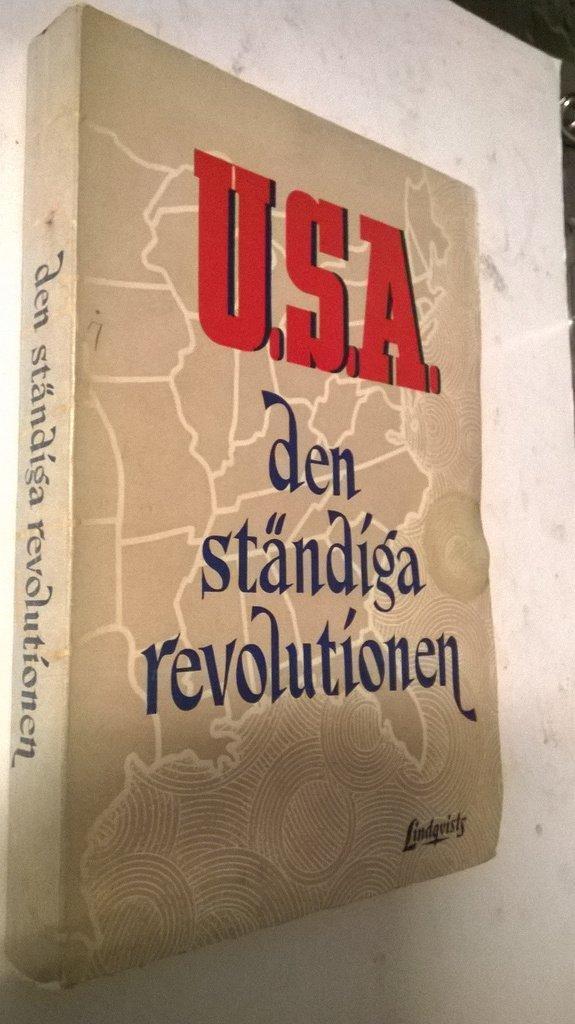 U.S.A.
den
ständiga
revolutionen
Lindqvists
den ständiga revolutionen